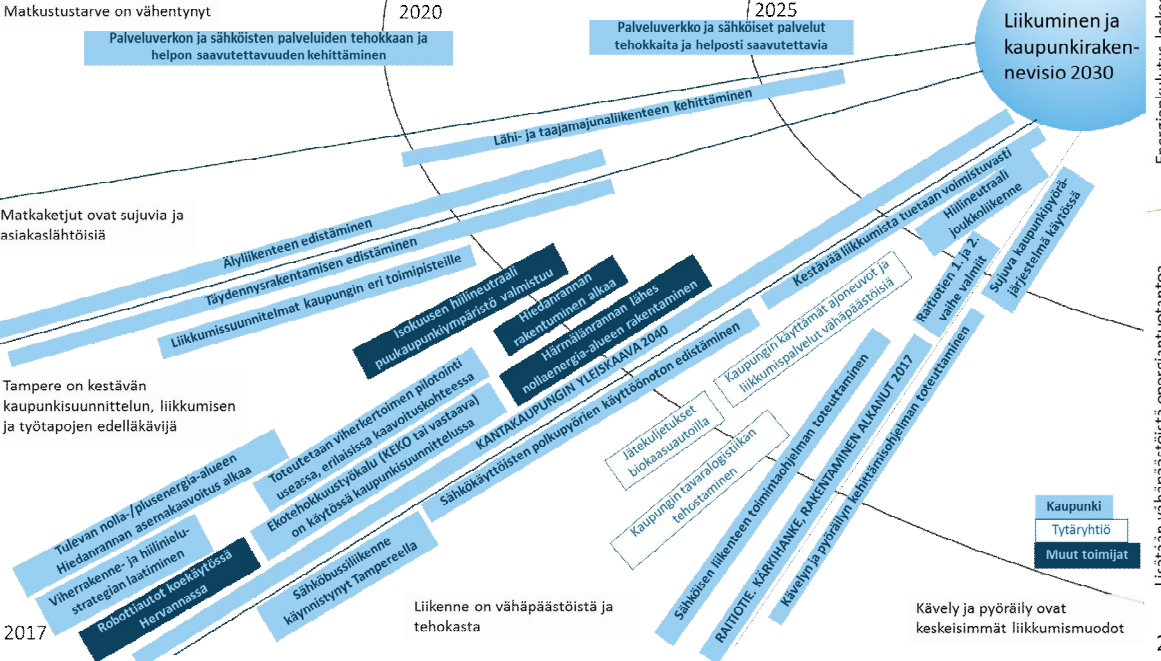 Matkustustarve on vähentynyt
2020
2025
Palveluverkon ja sähköisten palveluiden tehokkaan ja
helpon saavutettavuuden kehittäminen
Palveluverkko ja sähköiset palvelut
tehokkaita ja helposti saavutettavia
Liikuminen ja
kaupunkiraken-
nevisio 2030
Lähi- ja taajamajunaliikenteen kehittäminen
Matkaketjut ovat sujuvia ja
asiakaslähtöisiä
Älyliikenteen edistäminen
Täydennysrakentamisen edistäminen
Liikkumissuunnitelmat kaupungin eri toimipisteille
Isokuusen hiilineutraali
puukaupunkiympäristö valmistuu
Hiedanrannan
rakentuminen alkaa
Härmälänrannan lähes
nollaenergia-alueen rakentaminen
Kestävää liikkumista tuetaan voimistuvasti
Hiilineutraali
joukkoliikenne
Raitiotien 1. ja 2.
vaihe valmiit
Sujuva kaupunkipyörä-
järjestelmä käytössä
Tampere on kestävän
kaupunkisuunnittelun, liikkumisen
ja työtapojen edelläkävijä
Toteutetaan viherkertoimen pilotointi
useassa, erilaisissa kaavoituskohteessa
Ekotehokkuustyökalu (KEKO tai vastaava)
on käytössä kaupunkisuunnittelussa
KANTAKAUPUNGIN YLEISKAAVA 2040
Sähkökäyttöisten polkupyörien käyttöönoton edistäminen
Kaupungin käyttämät ajoneuvot ja
liikkumispalvelut vähäpäästöisiä
Jätekuljetukset
biokaasuautoilla
Kaupungin tavaralogistiikan
tehostaminen
Tulevan nolla-/plusenergia-alueen
Hiedanrannan asemakaavoitus alkaa
Viherrakenne- ja hiilinielu-
strategian laatiminen
Robottiautot koekäytössä
Hervannassa
Sähköbussiliikenne
käynnistynyt Tampereella
Sähköisen liikenteen toimintaohjelman toteuttaminen
RAITIOTIE. KÄRKIHANKE, RAKENTAMINEN ALKANUT 2017
Kävelyn ja pyöräilyn kehittämisohjelman toteuttaminen
Kaupunki
Tytäryhtiö
Muut toimijat
2017
Liikenne on vähäpäästöistä ja
tehokasta
Kävely ja pyöräily ovat
keskeisimmät liikkumismuodot
Energiankulutus laskee
Lisätään vähäpäästöistä energiantuotantoa